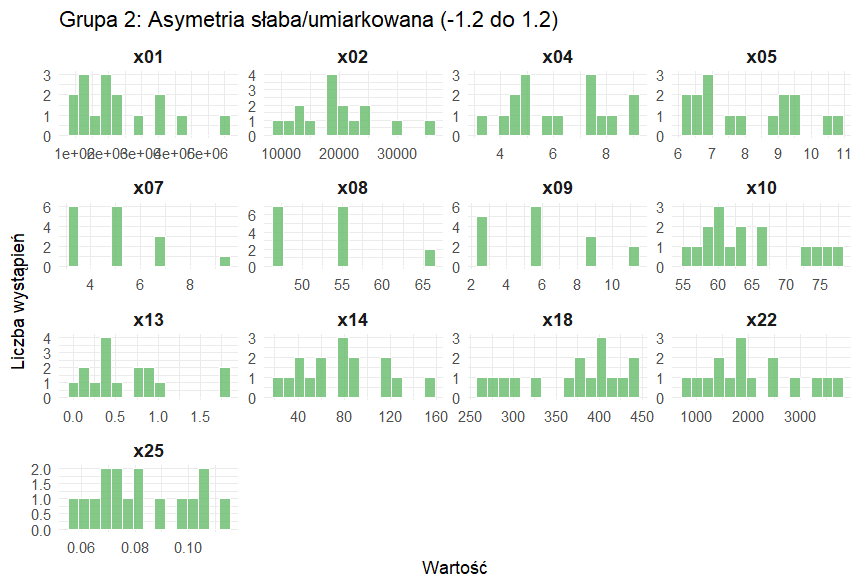 Grupa 2: Asymetria słaba/umiarkowana (-1.2 do 1.2)
x01 x02 x04 x05
3 2 1 0 4 3 2 1 0 3 2 1 0 3 2 1 0
10000 20000 30000 4 6 8 6 7 8 9 10 11
x07 x08 x09 x10
6 4 2 0 6 4 2 0 6 4 2 0 3 2 1 0
4 6 8 50 55 60 65 2 4 6 8 10 55 60 65 70 75
x13 x14 x18 x22
4 3 2 1 0 3 2 1 0 3 2 1 0 3 2 1 0
0.0 0.5 1.0 1.5 40 80 120 160 250 300 350 400 450 1000 2000 3000
x25
2.0 1.5 1.0 0.5 0.0
0.06 0.08 0.10
Liczba wystąpień
Wartość